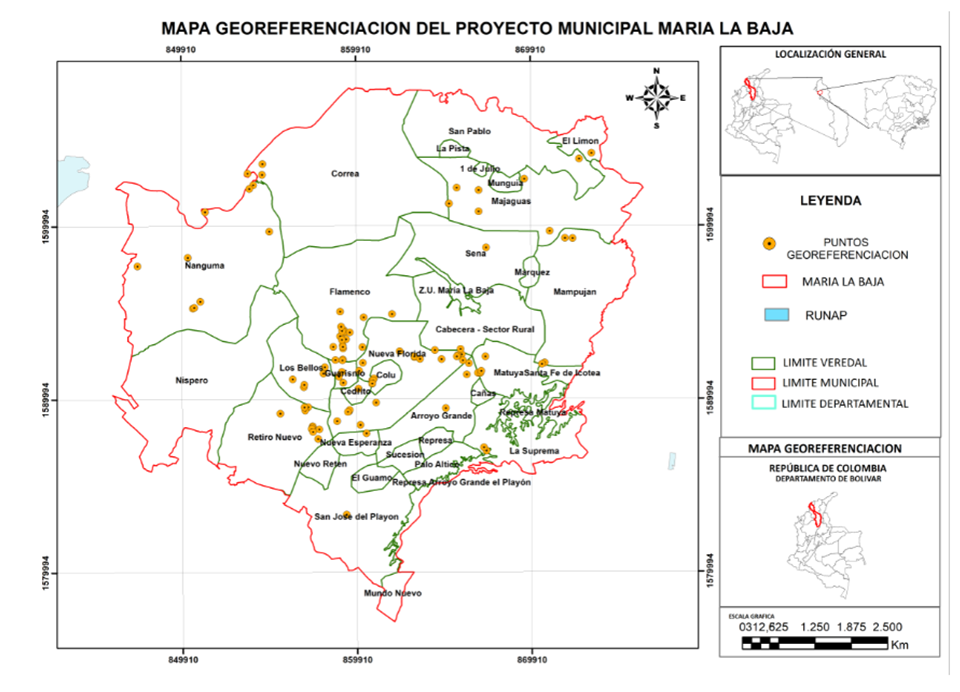 MAPA GEOREFERENCIACION DEL PROYECTO MUNICIPAL MARIA LA BAJA
849910
859910
869910
1599994
1589994
1579994
1599994
1589994
1579994
N
W
E
S
San Pablo
La Pista
El Limon
Correa
1 de Julio
Munguia
Majaguas
Sena
Nanguma
Marquez
Flamenco
Z.U. Maria La Baja
Mampujan
Cabecera - Sector Rural
Nueva Florida
Los Bellos
Guarismo
Colu
MatuyaSanta Fe de Icotea
Nispero
Cedrito
Cañas
Arroyo Grande
Represa Matuya
Retiro Nuevo
Nueva Esperanza
Represa
Sucesion
La Suprema
Nuevo Reten
Palo Altico
El Guamo
Represa Arroyo Grande el Playón
San Jose del Playon
Mundo Nuevo
849910
859910
869910
LOCALIZACIÓN GENERAL
LEYENDA
PUNTOS
GEOREFERENCIACION
MARIA LA BAJA
RUNAP
LIMITE VEREDAL
LIMITE MUNICIPAL
LIMITE DEPARTAMENTAL
MAPA GEOREFERENCIACION
REPÚBLICA DE COLOMBIA
DEPARTAMENTO DE BOLIVAR
ESCALA GRAFICA
0312,625 1.250 1.875 2.500
Km